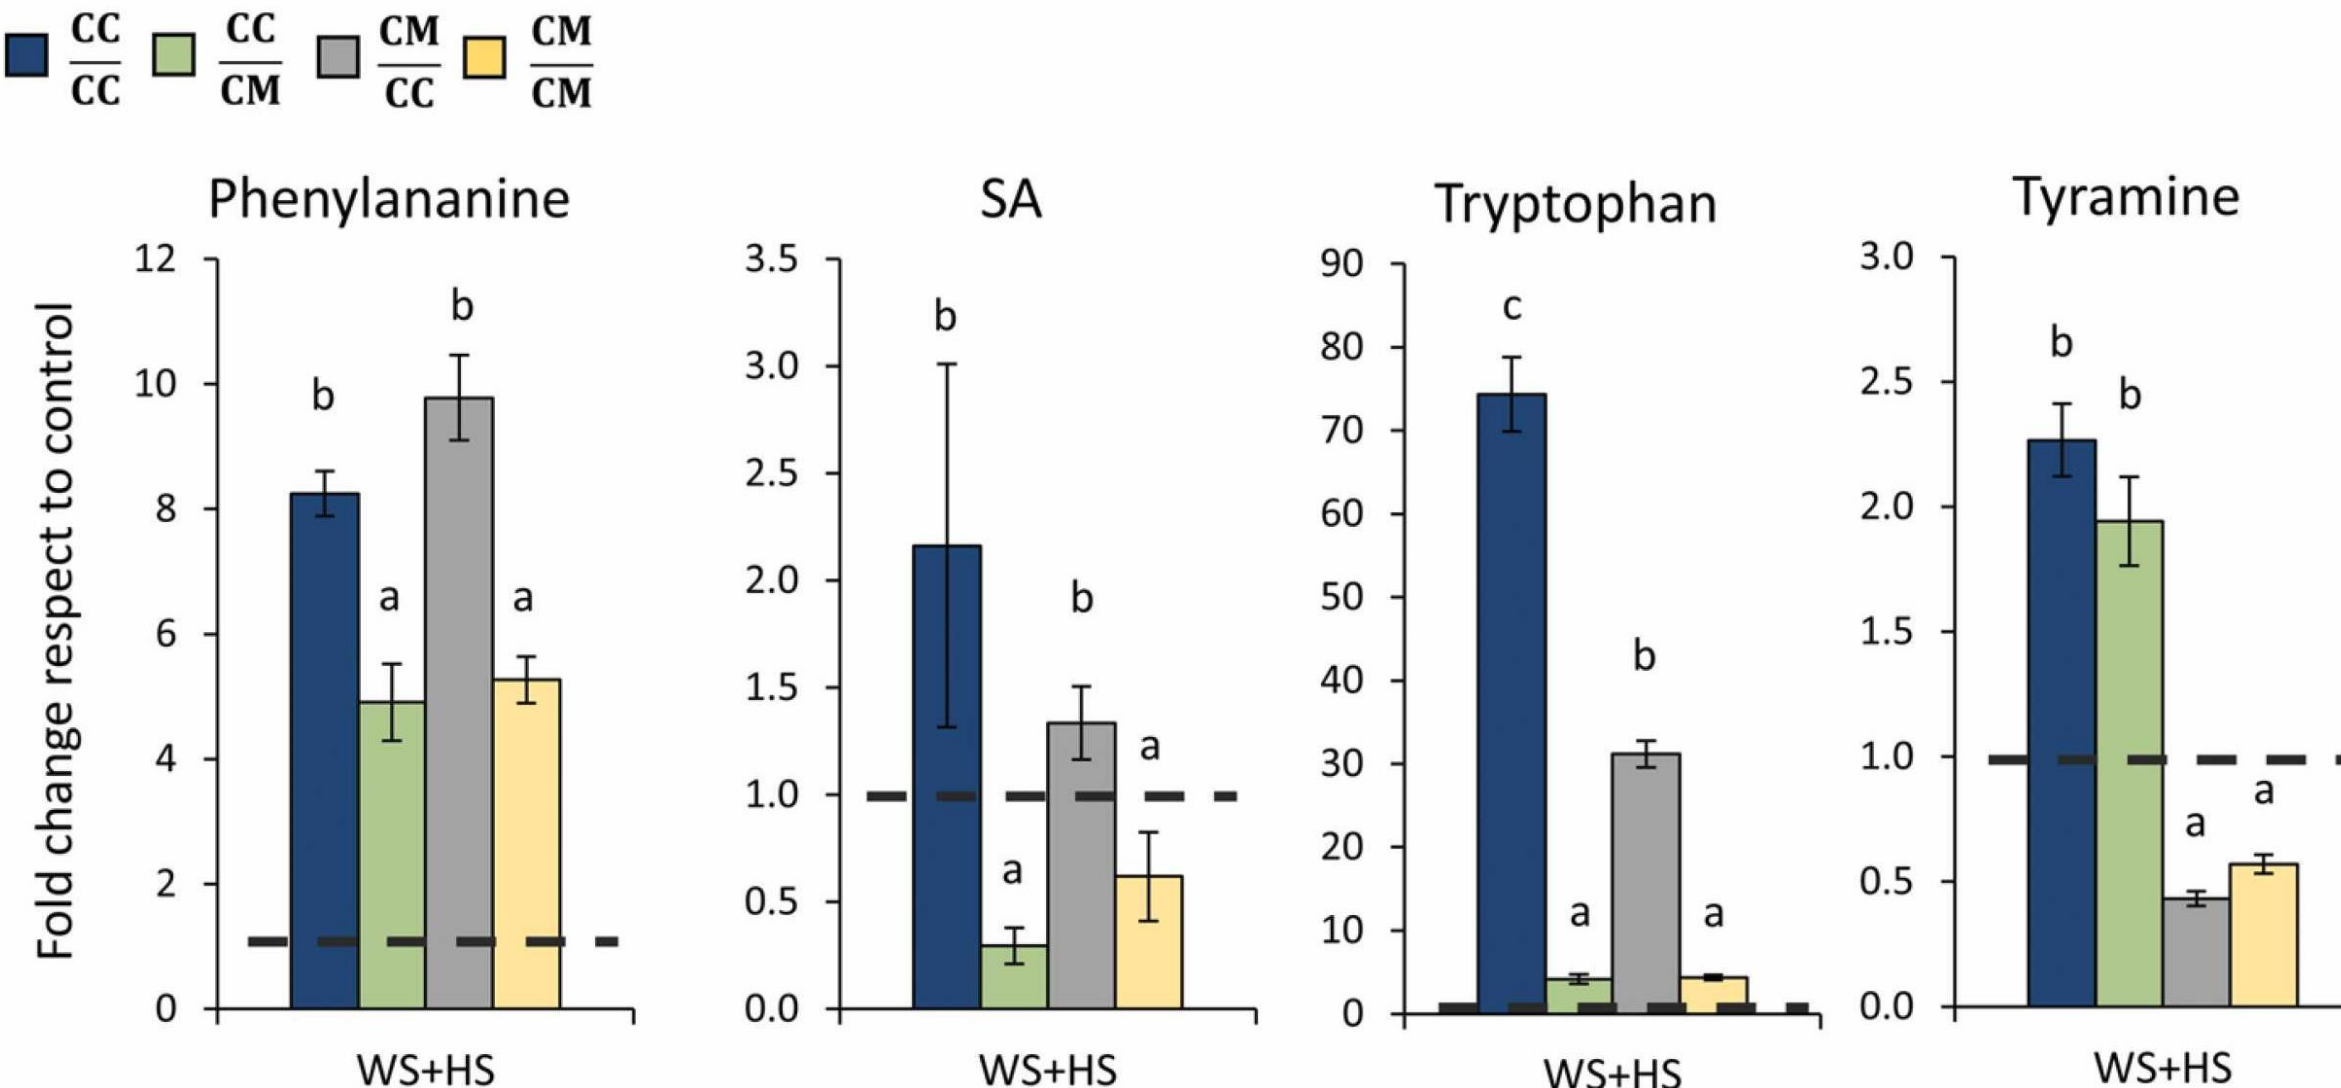 CC CC CM CM
CC CM CC CM
Phenylananine SA Tryptophan Tyramine
Fold change respect to control
12
10
8
6
4
2
0
b
a
b
a
WS+HS
3.5
3.0
2.5
2.0
1.5
1.0
0.5
0.0
b
a
b
a
WS+HS
90
80
70
60
50
40
30
20
10
0
c
a
b
a
WS+HS
3.0
2.5
2.0
1.5
1.0
0.5
0.0
b
b
a
a
WS+HS